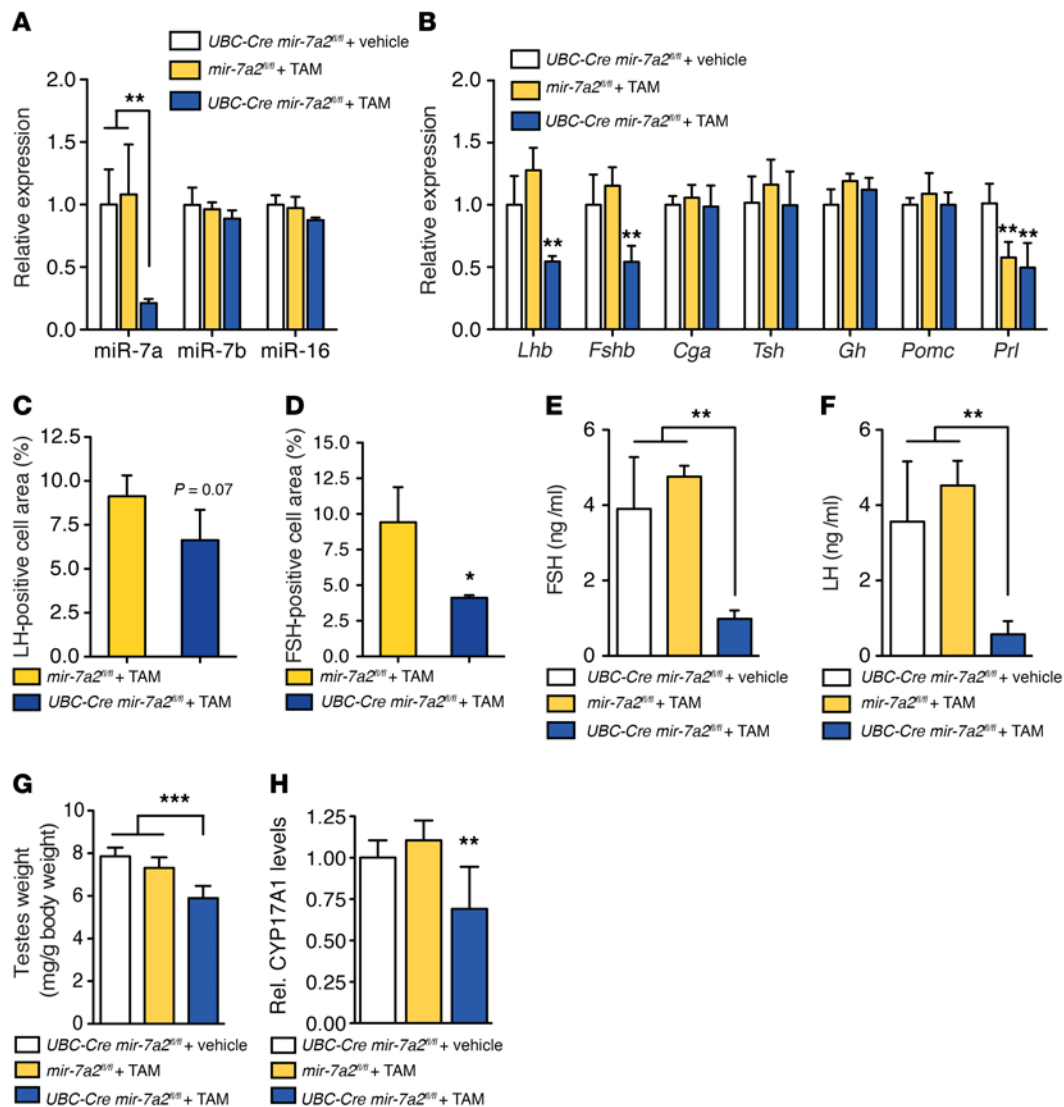 A
UBC-Cre mir-7a2fl/fl + vehicle
mir-7a2fl/fl + TAM
UBC-Cre mir-7a2fl/fl + TAM
Relative expression
2.0
1.5
1.0
0.5
0.0
**
miR-7a miR-7b miR-16
B
UBC-Cre mir-7a2fl/fl + vehicle
mir-7a2fl/fl + TAM
UBC-Cre mir-7a2fl/fl + TAM
Relative expression
2.0
1.5
1.0
0.5
0.0
** ** ** **
Lhb Fshb Cga Tsh Gh Pomc Prl
C
LH-positive cell area (%)
12.5
10.0
7.5
5.0
2.5
0.0
P = 0.07
mir-7a2fl/fl + TAM
UBC-Cre mir-7a2fl/fl + TAM
D
FSH-positive cell area (%)
15.0
12.5
10.0
7.5
5.0
2.5
0.0
*
mir-7a2fl/fl + TAM
UBC-Cre mir-7a2fl/fl + TAM
E
FSH (ng /ml)
6
4
2
0
**
UBC-Cre mir-7a2fl/fl + vehicle
mir-7a2fl/fl + TAM
UBC-Cre mir-7a2fl/fl + TAM
F
LH (ng /ml)
6
4
2
0
**
UBC-Cre mir-7a2fl/fl + vehicle
mir-7a2fl/fl + TAM
UBC-Cre mir-7a2fl/fl + TAM
G
Testes weight
(mg/g body weight)
8
6
4
8
2
0
***
UBC-Cre mir-7a2fl/fl + vehicle
mir-7a2fl/fl + TAM
UBC-Cre mir-7a2fl/fl + TAM
H
Rel. CYP17A1 levels
1.25
1.00
0.75
0.50
0.25
0.00
**
UBC-Cre mir-7a2fl/fl + vehicle
mir-7a2fl/fl + TAM
UBC-Cre mir-7a2fl/fl + TAM